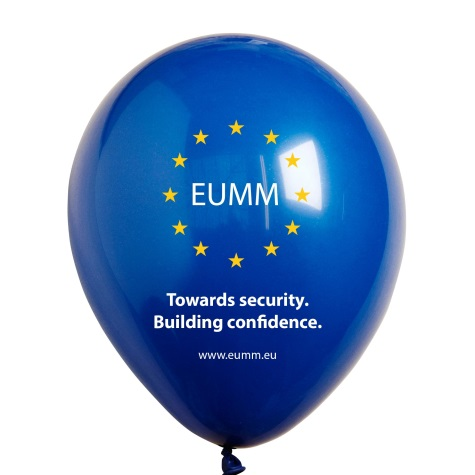 EUMM
Towards security.
Building confidence.
www.eumm.eu